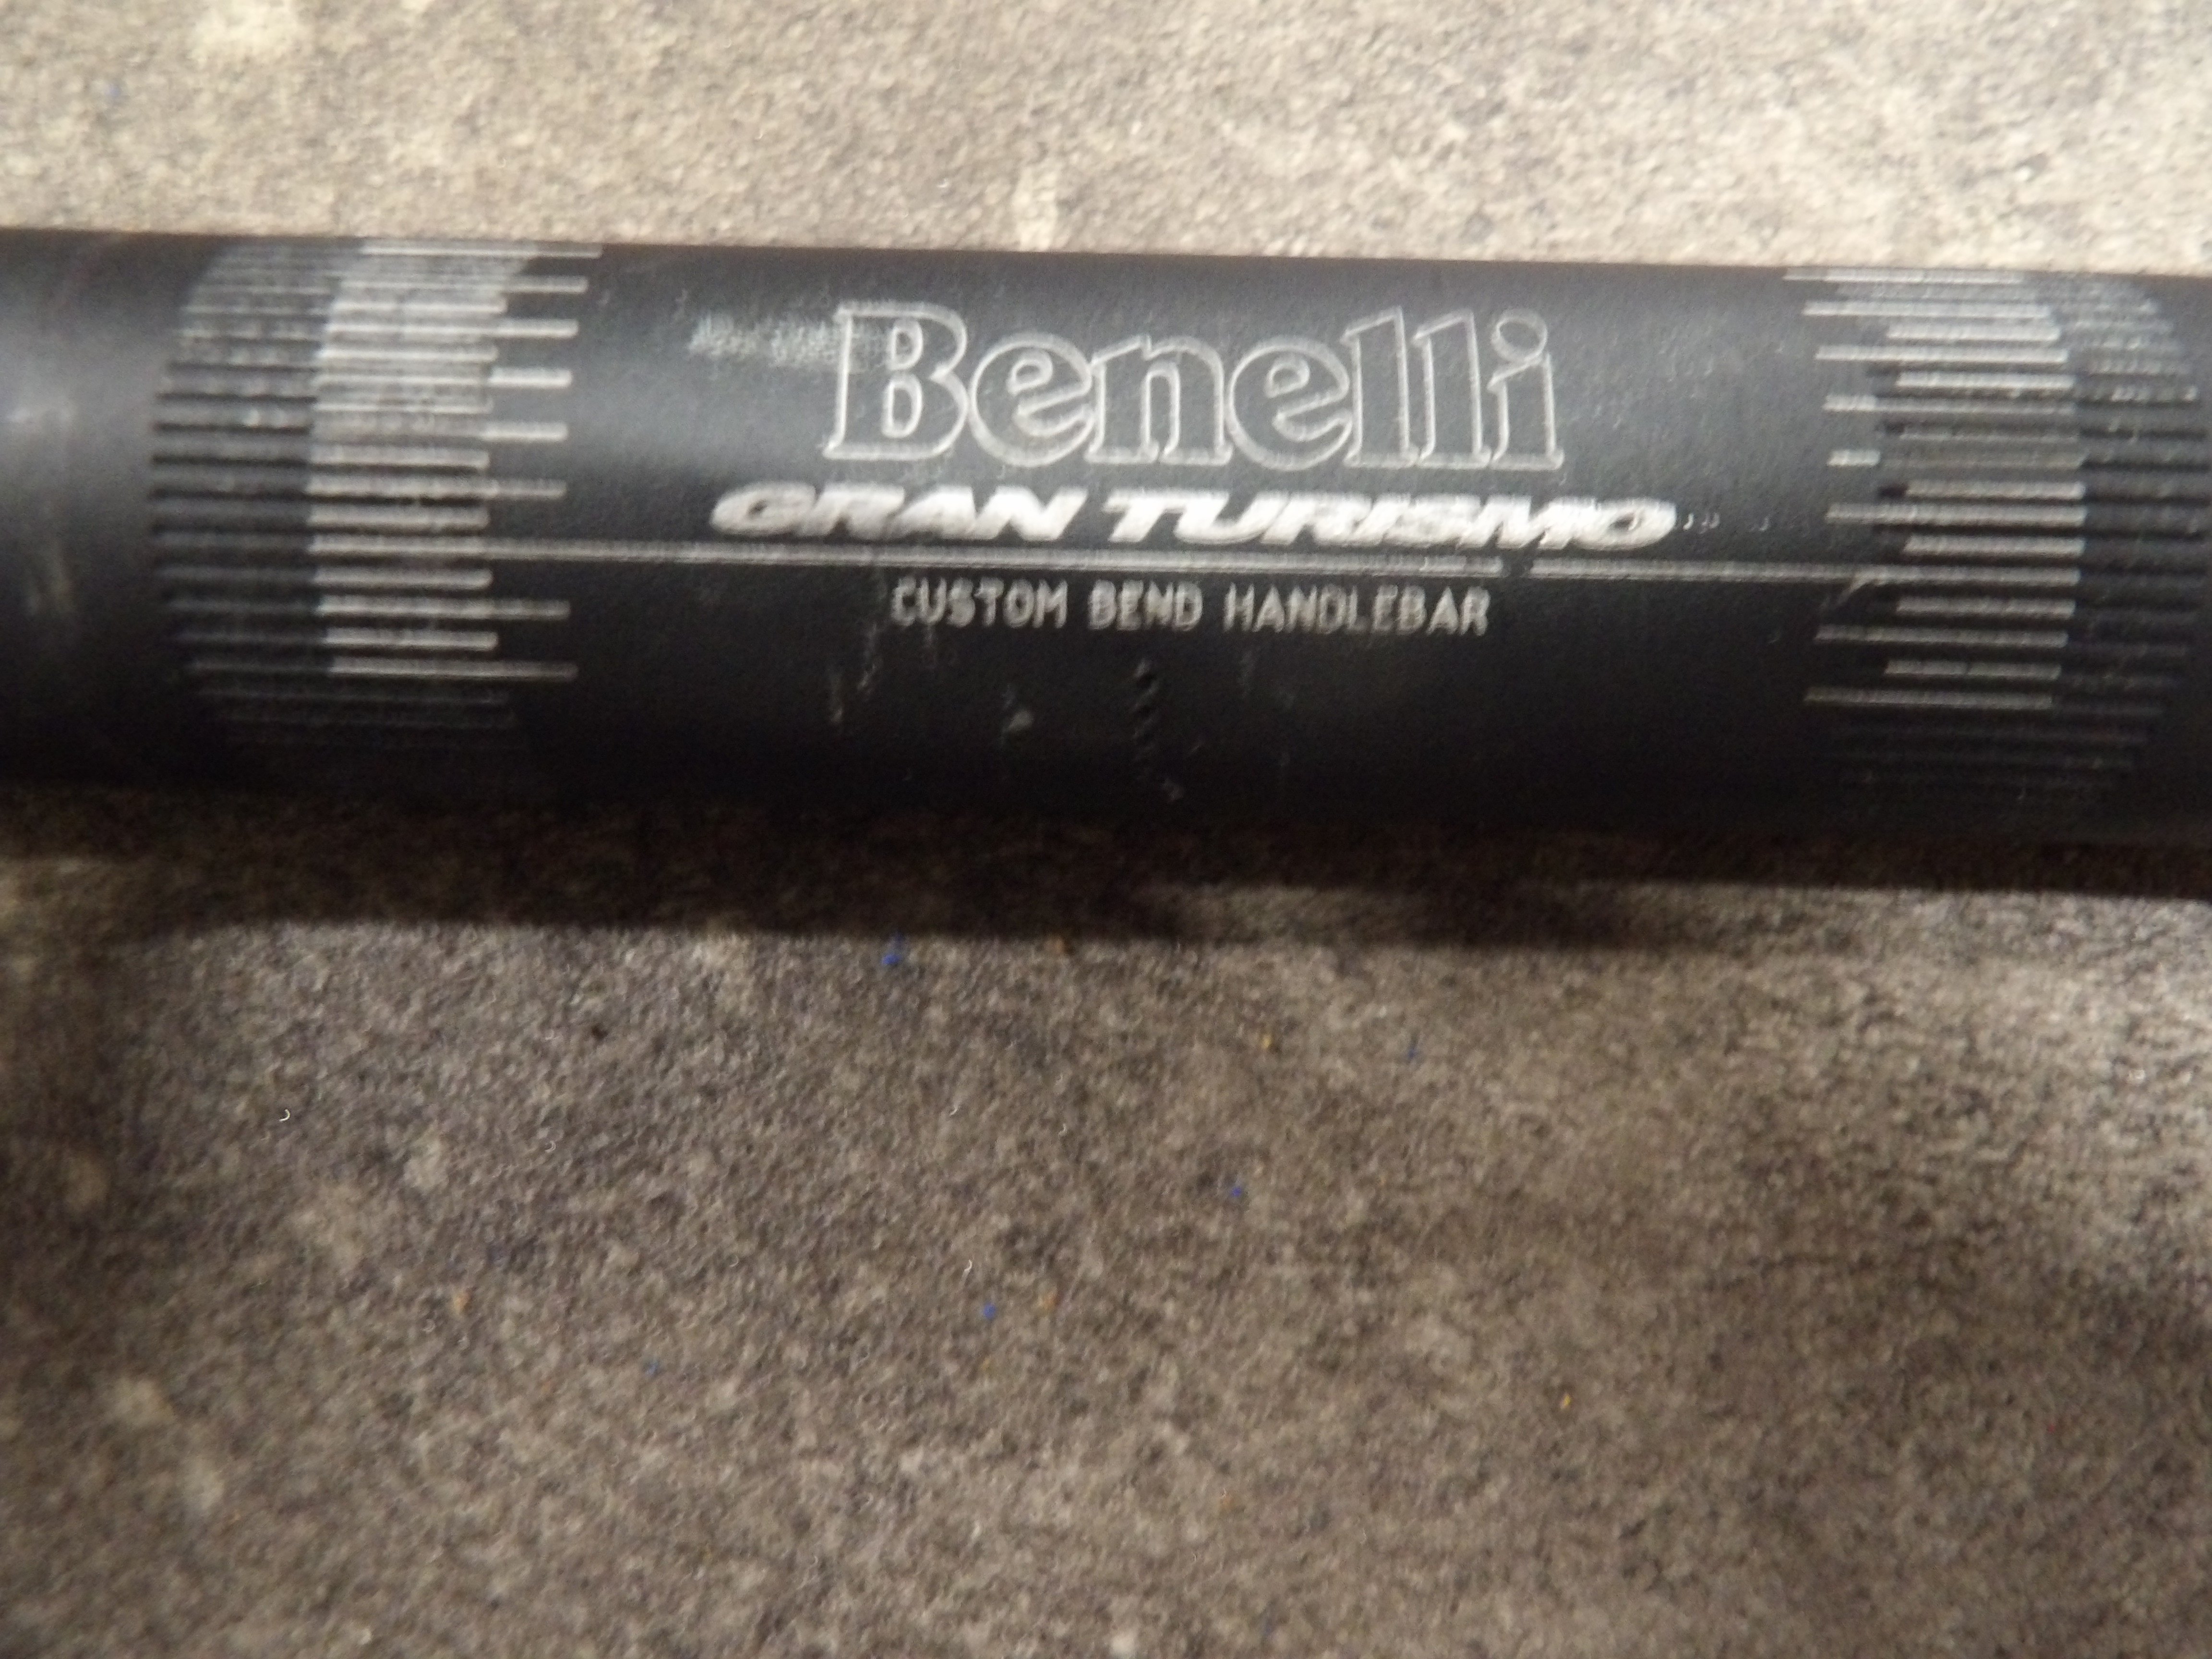 Benelli
GRAN TURISMO
CUSTOM BEND HANDLEBAR